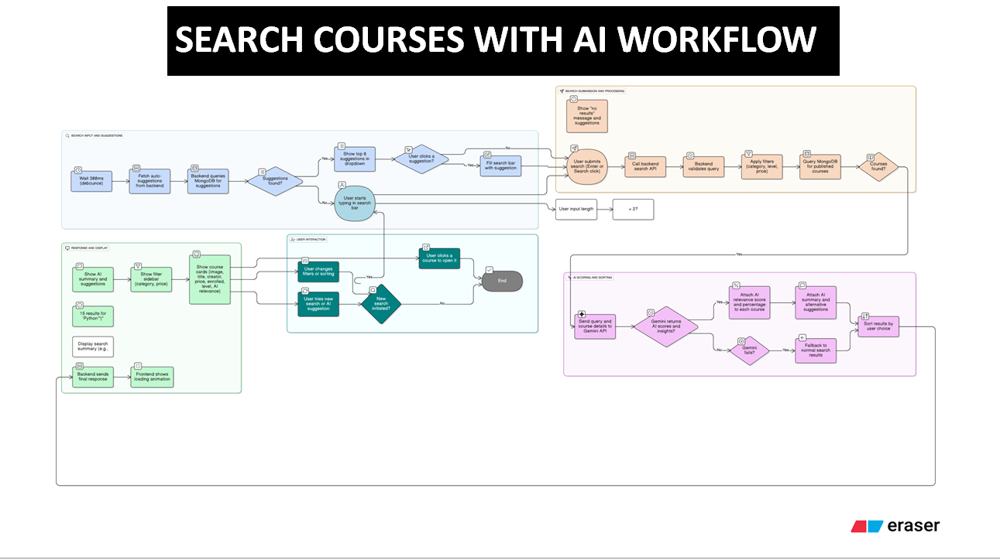 SEARCH COURSES WITH AI WORKFLOW
SEARCH SUBMISSION AND PROCESSING
Show "no
results"
message and
suggestions
User submits
search (Enter or
Search click)
Call backend
search API
Backend
validates query
Apply filters
(category, level,
price)
Query MongoDB
for published
courses
Courses
found?
SEARCH INPUT AND SUGGESTIONS
Wait 300ms
(debounce)
Fetch auto-
suggestions
from backend
Backend queries
MongoDB for
suggestions
Suggestions
found?
Yes
No
Show top 8
suggestions in
dropdown
User clicks a
suggestion?
No
Yes
Fill search bar
with suggestion
User starts
typing in search
bar
User input length
= 2?
RESPONSE AND DISPLAY
Show AI
summary and
suggestions
Show filter
sidebar
(category, price)
Show course
cards (image,
title, creator,
price, enrolled,
level, AI
relevance)
15 results for
'Python')"
Display search
summary (e.g.,
Backend sends
final response
Frontend shows
loading animation
USER INTERACTION
User changes
filters or sorting
User tries new
search or AI
suggestion
Yes
New
search
initiated?
No
User clicks a
course to open it
End
Yes
AI SCORING AND SORTING
Send query and
course details to
Gemini API
Gemini returns
AI scores and
insights?
Yes
No
Attach AI
relevance score
and percentage
to each course
Attach AI
summary and
alternative
suggestions
Gemini
fails?
Yes
Fallback to
normal search
results
Sort results by
user choice
eraser